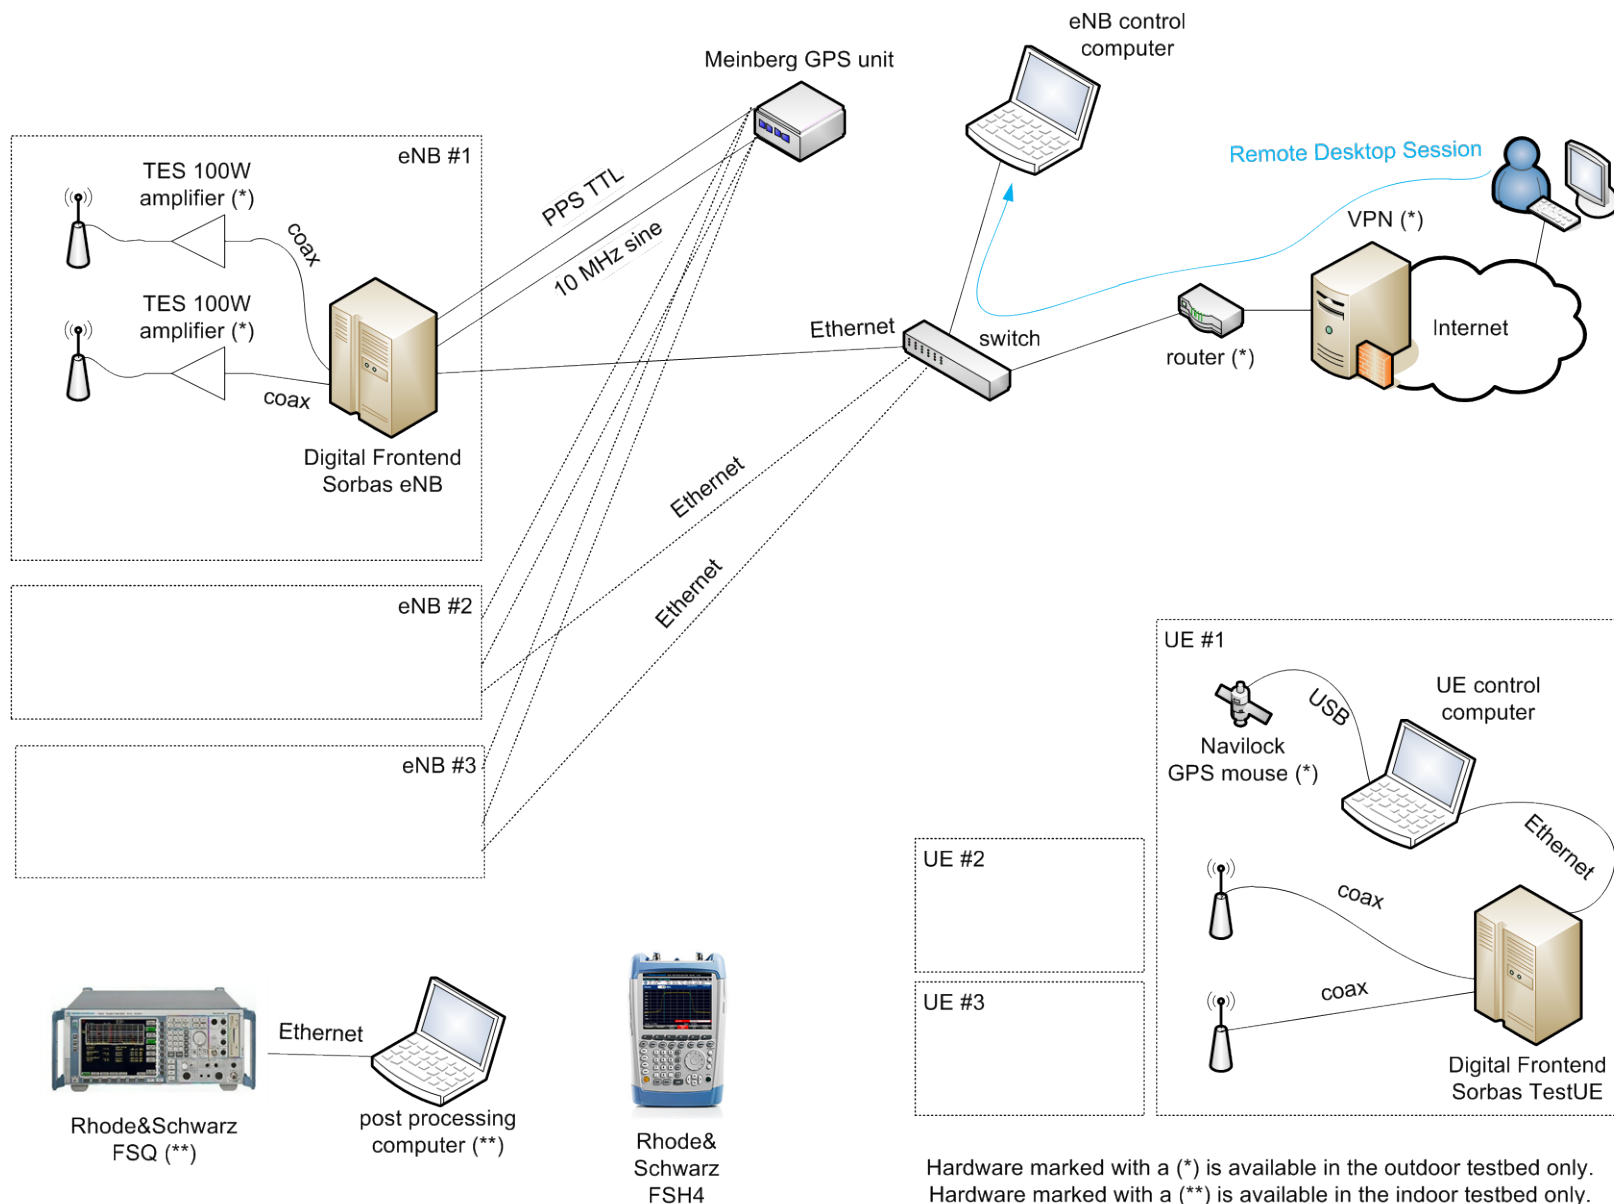 eNB control
computer
Meinberg GPS unit
eNB #1
TES 100W
amplifier (*)
coax
TES 100W
amplifier (*)
coax
Digital Frontend
Sorbas eNB
PPS TTL
10 MHz sine
Ethernet
switch
Remote Desktop Session
VPN (*)
router (*)
Internet
Ethernet
Ethernet
eNB #2
eNB #3
UE #1
USB
Navilock
GPS mouse (*)
UE control
computer
Ethernet
coax
coax
Digital Frontend
Sorbas TestUE
UE #2
UE #3
Ethernet
Rhode&Schwarz
FSQ (**)
post processing
computer (**)
Rhode&
Schwarz
FSH4
Hardware marked with a (*) is available in the outdoor testbed only.
Hardware marked with a (**) is available in the indoor testbed only.